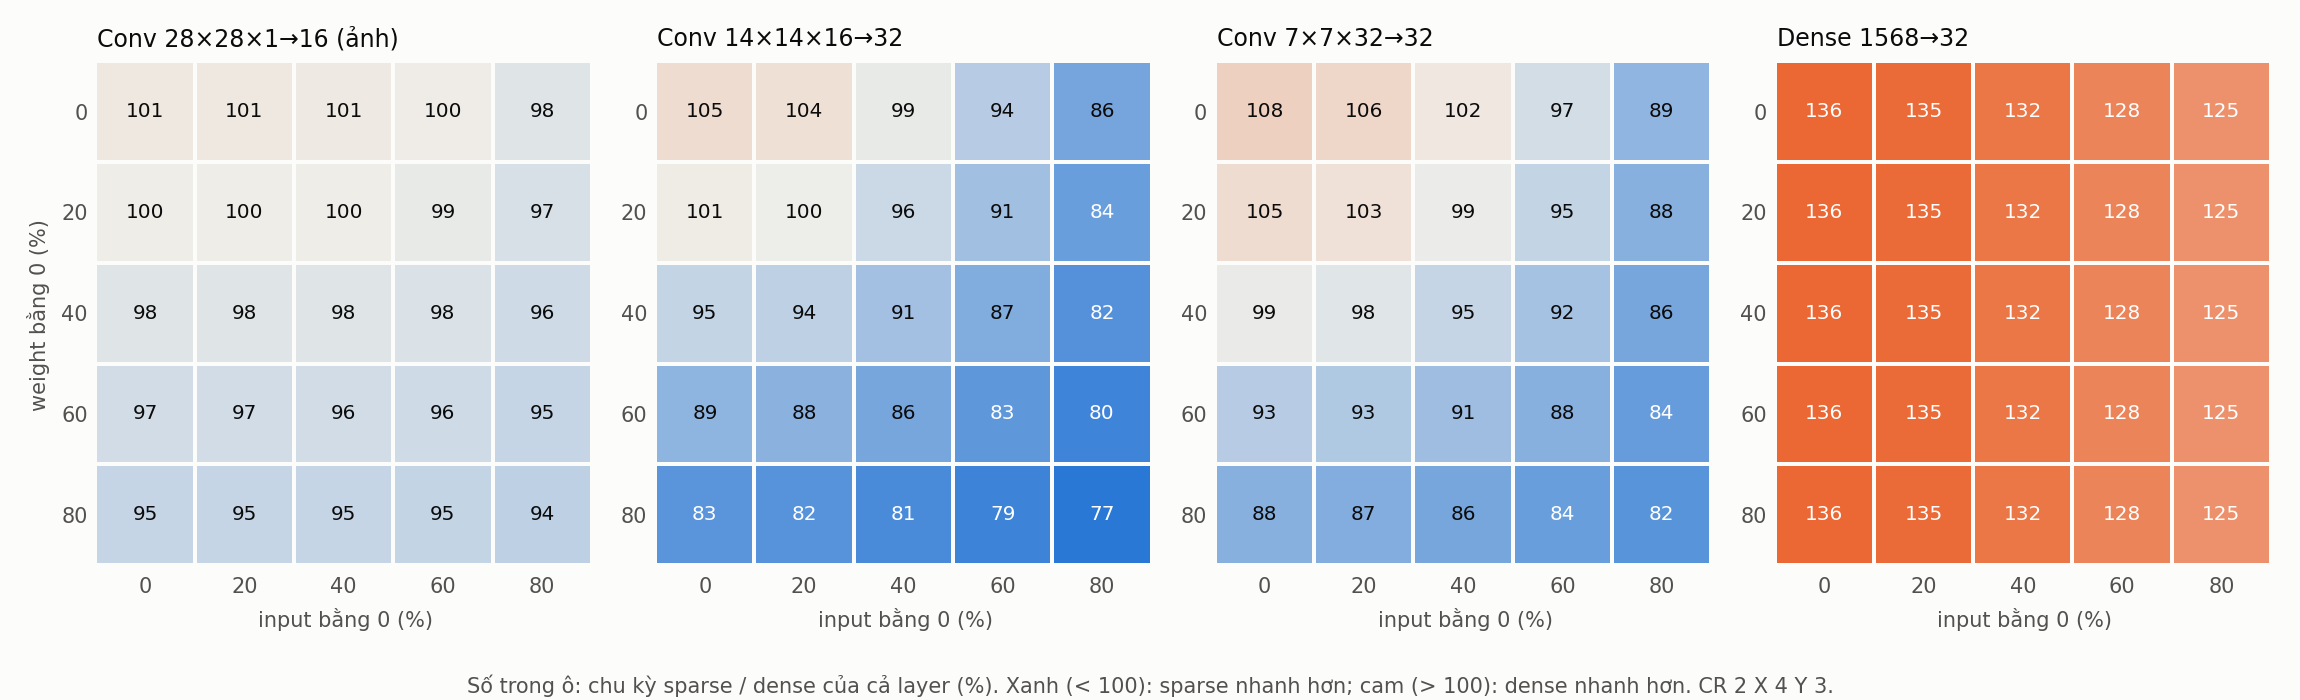 Conv 28×28×1→16 (ảnh) Conv 14×14×16→32 Conv 7×7×32→32 Dense 1568→32
0 101 101 101 100 98 0 105 104 99 94 86 0 108 106 102 97 89 0 136 135 132 128 125
20 100 100 100 99 97 20 101 100 96 91 84 20 105 103 99 95 88 20 136 135 132 128 125
weight bằng 0 (%)
40 98 98 98 98 96 40 95 94 91 87 82 40 99 98 95 92 86 40 136 135 132 128 125
60 97 97 96 96 95 60 89 88 86 83 80 60 93 93 91 88 84 60 136 135 132 128 125
80 95 95 95 95 94 80 83 82 81 79 77 80 88 87 86 84 82 80 136 135 132 128 125
0 20 40 60 80 0 20 40 60 80 0 20 40 60 80 0 20 40 60 80
input bằng 0 (%) input bằng 0 (%) input bằng 0 (%) input bằng 0 (%)
Số trong ô: chu kỳ sparse / dense của cả layer (%). Xanh (< 100): sparse nhanh hơn; cam (> 100): dense nhanh hơn. CR 2 X 4 Y 3.